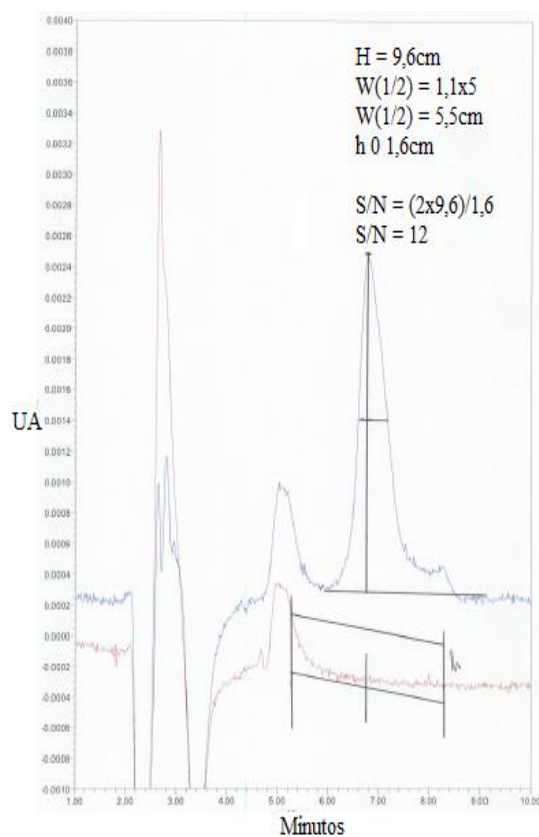 0.0040
0.0038
0.0036
0.0034
0.0032
0.0030
0.0028
0.0026
0.0024
0.0022
0.0020
0.0018
0.0016
0.0014
0.0012
0.0010
0.0008
0.0006
0.0004
0.0002
0.0000
-0.0002
-0.0004
-0.0006
-0.0008
-0.0010
UA
H = 9,6cm
W(1/2) = 1,1x5
W(1/2) = 5,5cm
h 0 1,6cm
S/N = (2x9,6)/1,6
S/N = 12
h
1.00 2.00 3.00 4.00 5.00 6.00 7.00 8.00 9.00 10.00
Minutos